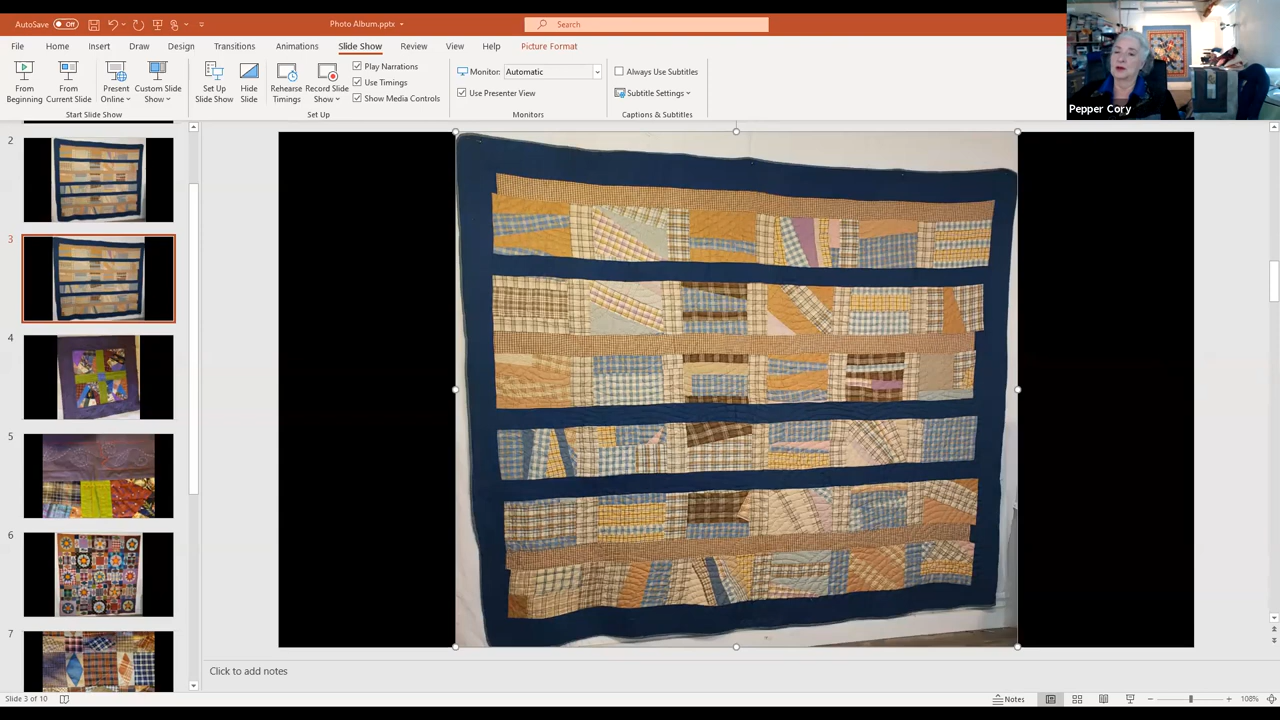 AutoSave Off
Photo Album.pptx
Search
File Home Insert Draw Design Transitions Animations Slide Show Review View Help Picture Format
From Beginning
From Current Slide
Present Online
Custom Slide Show
Start Slide Show
Set Up Slide Show
Hide Slide
Rehearse Timings
Record Slide Show
Play Narrations
Use Timings
Show Media Controls
Set Up
Monitor: Automatic
Use Presenter View
Monitors
Always Use Subtitles
Subtitle Settings
Captions & Subtitles
Pepper Cory
2
3
4
5
6
7
Click to add notes
Slide 3 of 10
Notes
108%